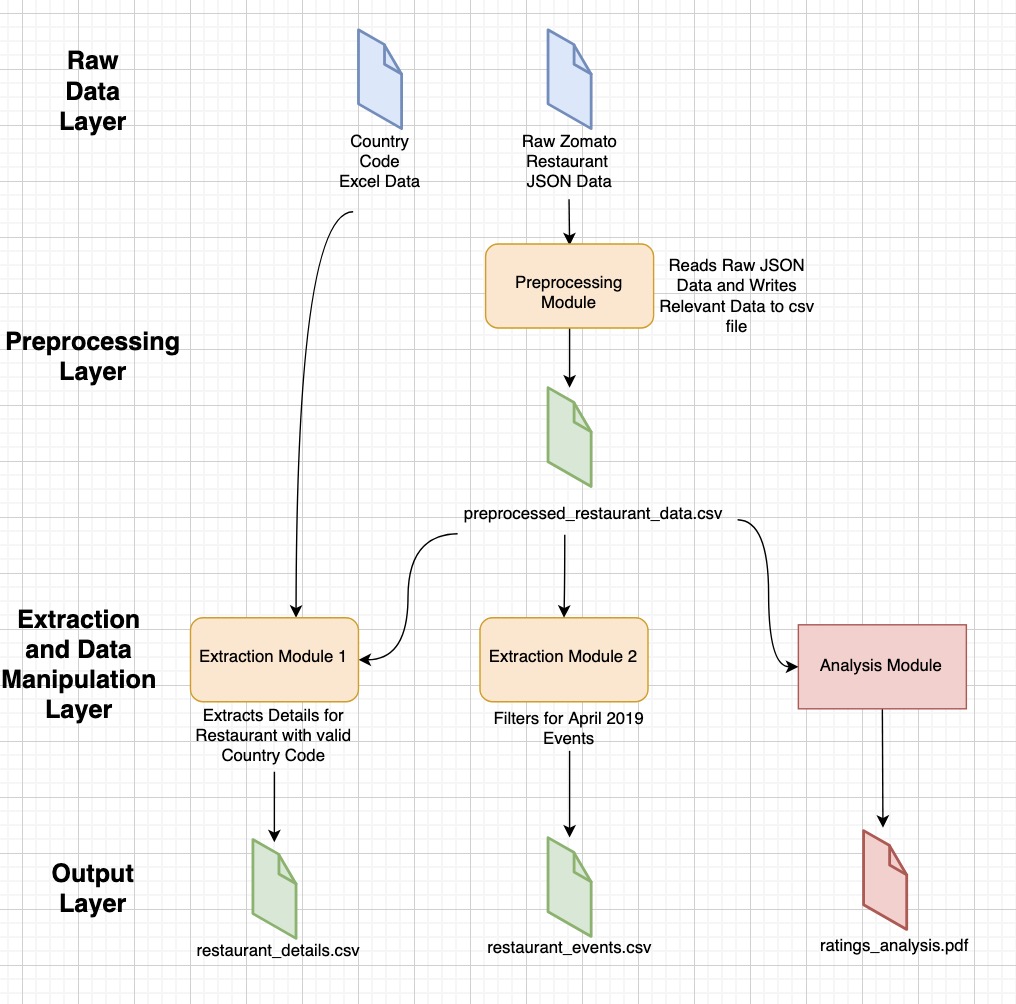 Raw
Data
Layer
Country
Code
Excel Data
Raw Zomato
Restaurant
JSON Data
Preprocessing
Module
Reads Raw JSON
Data and Writes
Relevant Data to csv
file
Preprocessing
Layer
preprocessed_restaurant_data.csv
Extraction
and Data
Manipulation
Layer
Extraction Module 1
Extracts Details for
Restaurant with valid
Country Code
Extraction Module 2
Filters for April 2019
Events
Analysis Module
Output
Layer
restaurant_details.csv
restaurant_events.csv
ratings_analysis.pdf